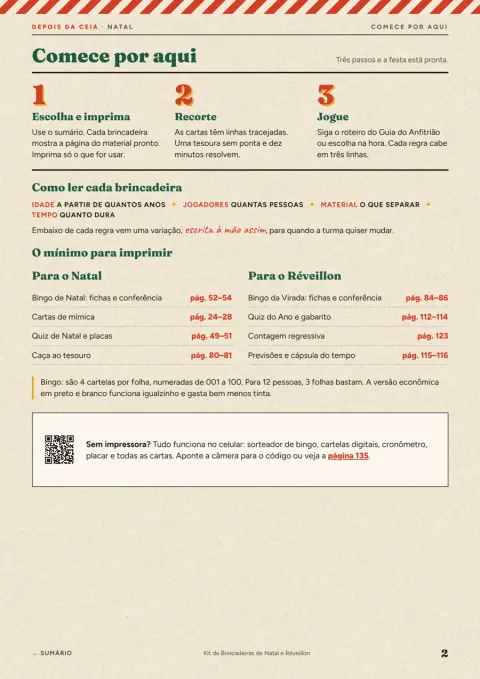 DEPOIS DA CEIA · NATAL
COMECE POR AQUI
Comece por aqui
Três passos e a festa está pronta.
1
Escolha e imprima
Use o sumário. Cada brincadeira
mostra a página do material pronto.
Imprima só o que for usar.
2
Recorte
As cartas têm linhas tracejadas.
Uma tesoura sem ponta e dez
minutos resolvem.
3
Jogue
Siga o roteiro do Guia do Anfitrião
ou escolha na hora. Cada regra cabe
em três linhas.
Como ler cada brincadeira
IDADE A PARTIR DE QUANTOS ANOS ✦ JOGADORES QUANTAS PESSOAS ✦ MATERIAL O QUE SEPARAR ✦
TEMPO QUANTO DURA
Embaixo de cada regra vem uma variação, escrita à mão assim, para quando a turma quiser mudar.
O mínimo para imprimir
Para o Natal
Bingo de Natal: fichas e conferência pág. 52–54
Cartas de mímica pág. 24–28
Quiz de Natal e placas pág. 49–51
Caça ao tesouro pág. 80–81
Para o Réveillon
Bingo da Virada: fichas e conferência pág. 84–86
Quiz do Ano e gabarito pág. 112–114
Contagem regressiva pág. 123
Previsões e cápsula do tempo pág. 115–116
Bingo: são 4 cartelas por folha, numeradas de 001 a 100. Para 12 pessoas, 3 folhas bastam. A versão econômica
em preto e branco funciona igualzinho e gasta bem menos tinta.
Sem impressora? Tudo funciona no celular: sorteador de bingo, cartelas digitais, cronômetro,
placar e todas as cartas. Aponte a câmera para o código ou veja a página 135.
← SUMÁRIO
Kit de Brincadeiras de Natal e Réveillon
2